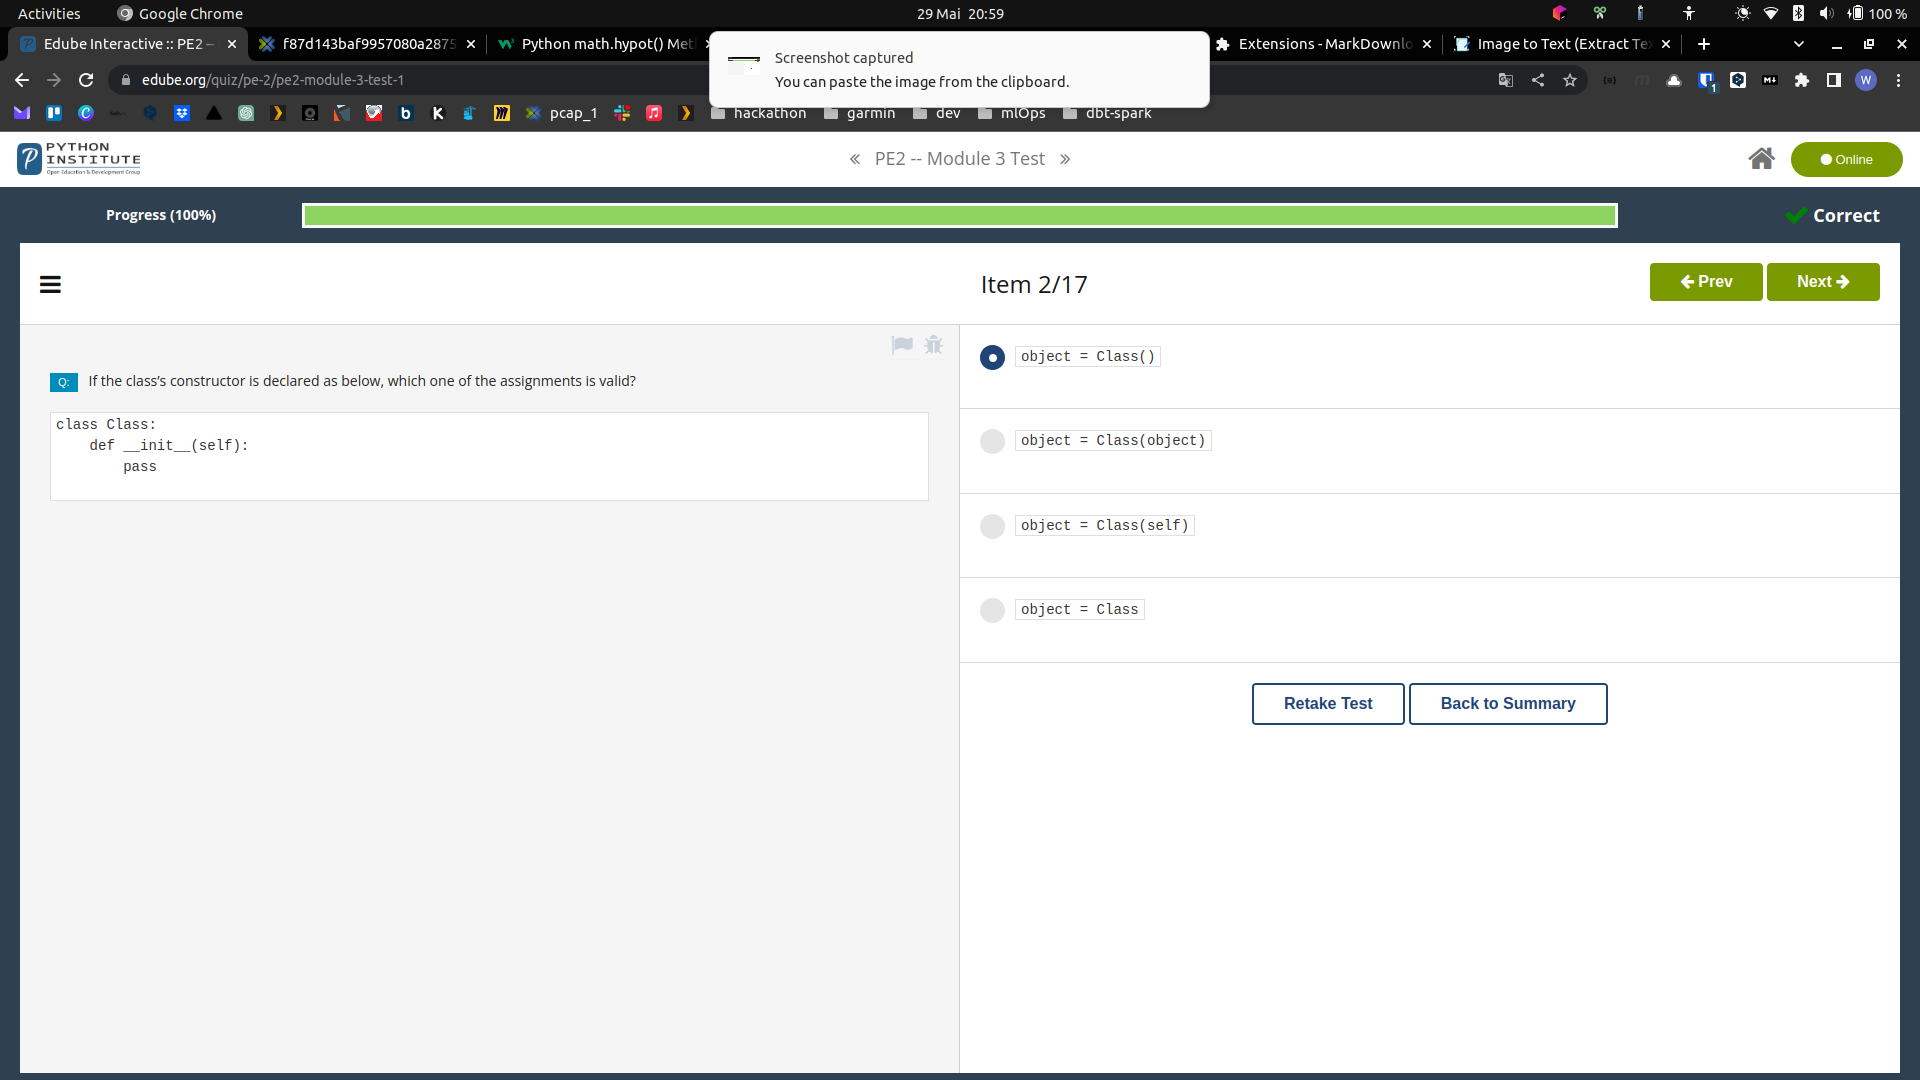 Activities
Google Chrome
29 Mai 20:59
100 %
Edube Interactive :: PE2 –
f87d143baf9957080a2875
Python math.hypot() Met
Extensions - MarkDownlo
Image to Text (Extract Te
Screenshot captured
You can paste the image from the clipboard.
edube.org/quiz/pe-2/pe2-module-3-test-1
1
W
pcap_1
hackathon
garmin
dev
mlOps
dbt-spark
PYTHON
INSTITUTE
Open Education & Development Group
« PE2 -- Module 3 Test »
Online
Progress (100%)
Correct
Item 2/17
Prev
Next
Q: If the class’s constructor is declared as below, which one of the assignments is valid?
class Class:
    def __init__(self):
        pass
object = Class()
object = Class(object)
object = Class(self)
object = Class
Retake Test
Back to Summary